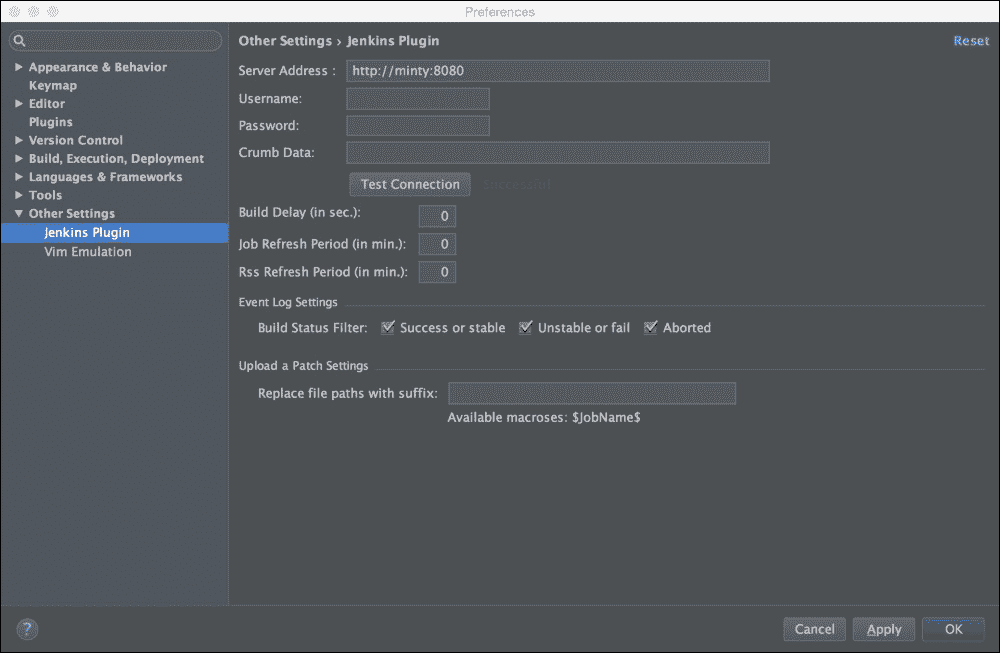 Preferences
Other Settings › Jenkins Plugin
Reset
Appearance & Behavior
Keymap
Editor
Plugins
Version Control
Build, Execution, Deployment
Languages & Frameworks
Tools
Other Settings
Jenkins Plugin
Vim Emulation
Server Address :
http://minty:8080
Username:
Password:
Crumb Data:
Test Connection
Successful
Build Delay (in sec.):
0
Job Refresh Period (in min.):
0
Rss Refresh Period (in min.):
0
Event Log Settings
Build Status Filter:
Success or stable
Unstable or fail
Aborted
Upload a Patch Settings
Replace file paths with suffix:
Available macroses: $JobName$
?
Cancel
Apply
OK